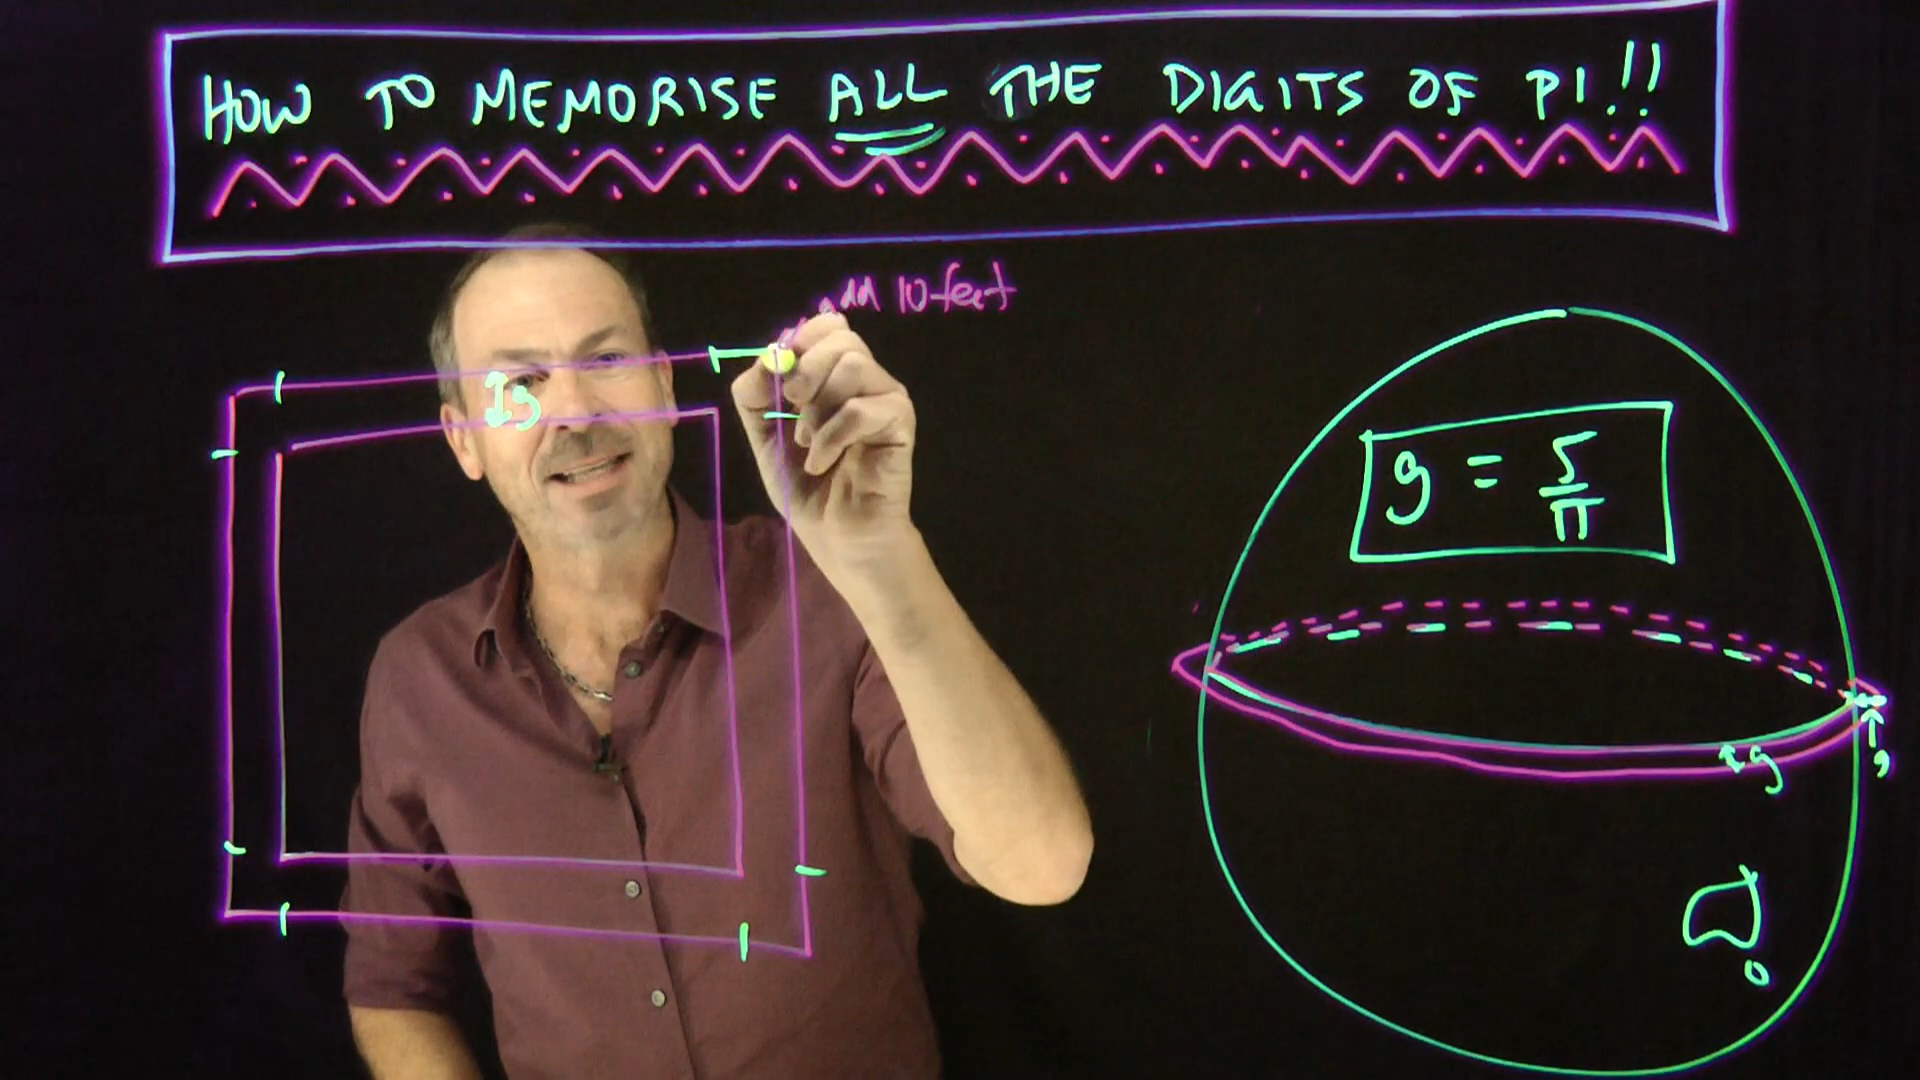 HOW TO MEMORISE ALL THE DIGITS OF PI!!
add 10 feet
g
g = 5/π
g
g